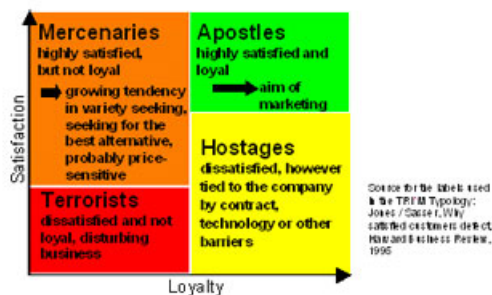 Mercenaries
highly satisfied,
but not loyal
growing tendency
in variety seeking,
seeking for the
best alternative,
probably price-
sensitive
Apostles
highly satisfied and
loyal
aim of
marketing
Terrorists
dissatisfied and not
loyal, disturbing
business
Hostages
dissatisfied, however
tied to the company
by contract,
technology or other
barriers
Satisfaction
Loyalty
Source for the labels used
in the TRI*M Typology:
Jones / Sasser, Why
satisfied customers defect,
Harvard Business Review,
1995